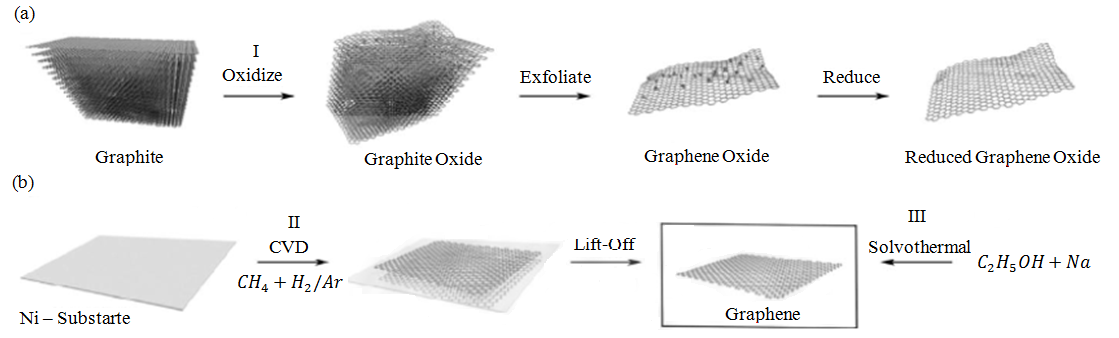 (a)
I
Oxidize
Exfoliate
Reduce
Graphite
Graphite Oxide
Graphene Oxide
Reduced Graphene Oxide
(b)
II
CVD
CH₄ + H₂/Ar
Lift-Off
III
Solvothermal
C₂H₅OH + Na
Ni – Substarte
Graphene